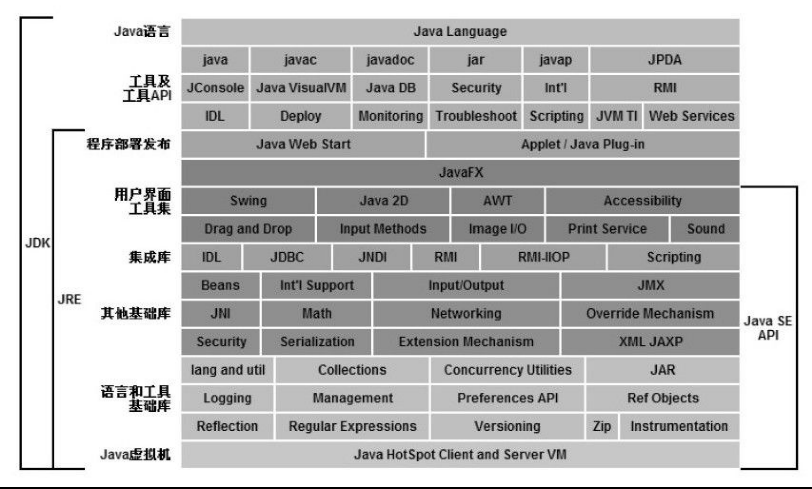 Java语言 Java Language
java javac javadoc jar javap JPDA
工具及
工具API
JConsole Java VisualVM Java DB Security Int'l RMI
IDL Deploy Monitoring Troubleshoot Scripting JVM TI Web Services
程序部署发布 Java Web Start Applet / Java Plug-in
JavaFX
用户界面
工具集
Swing Java 2D AWT Accessibility
Drag and Drop Input Methods Image I/O Print Service Sound
JDK
集成库 IDL JDBC JNDI RMI RMI-IIOP Scripting
JRE
Beans Int'l Support Input/Output JMX
其他基础库 JNI Math Networking Override Mechanism
Java SE
API
Security Serialization Extension Mechanism XML JAXP
lang and util Collections Concurrency Utilities JAR
语言和工具
基础库
Logging Management Preferences API Ref Objects
Reflection Regular Expressions Versioning Zip Instrumentation
Java虚拟机 Java HotSpot Client and Server VM